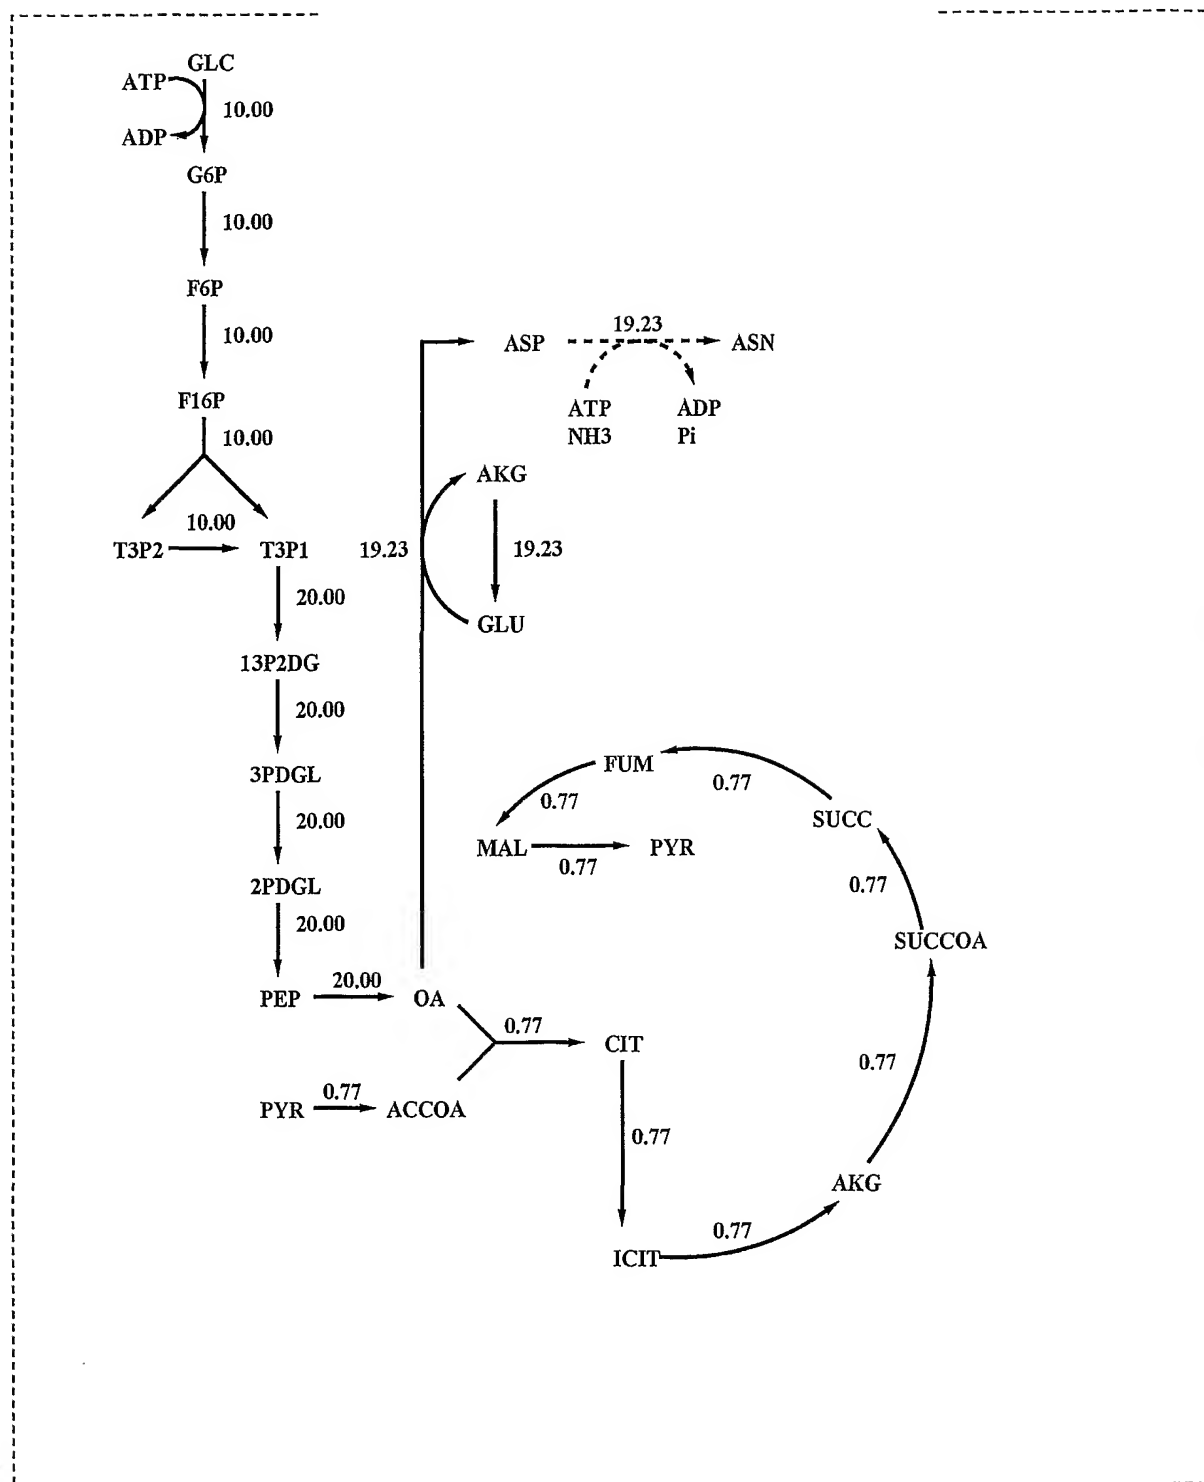 GLC
ATP
10.00
ADP
G6P
10.00
F6P
10.00
F16P
10.00
T3P2
10.00
T3P1
20.00
13P2DG
20.00
3PDGL
20.00
2PDGL
20.00
PEP
20.00
OA
19.23
ASP
19.23
ASN
ATP
NH3
ADP
Pi
AKG
19.23
GLU
PYR
0.77
ACCOA
0.77
CIT
0.77
ICIT
0.77
AKG
0.77
SUCCOA
0.77
SUCC
0.77
FUM
0.77
MAL
0.77
PYR